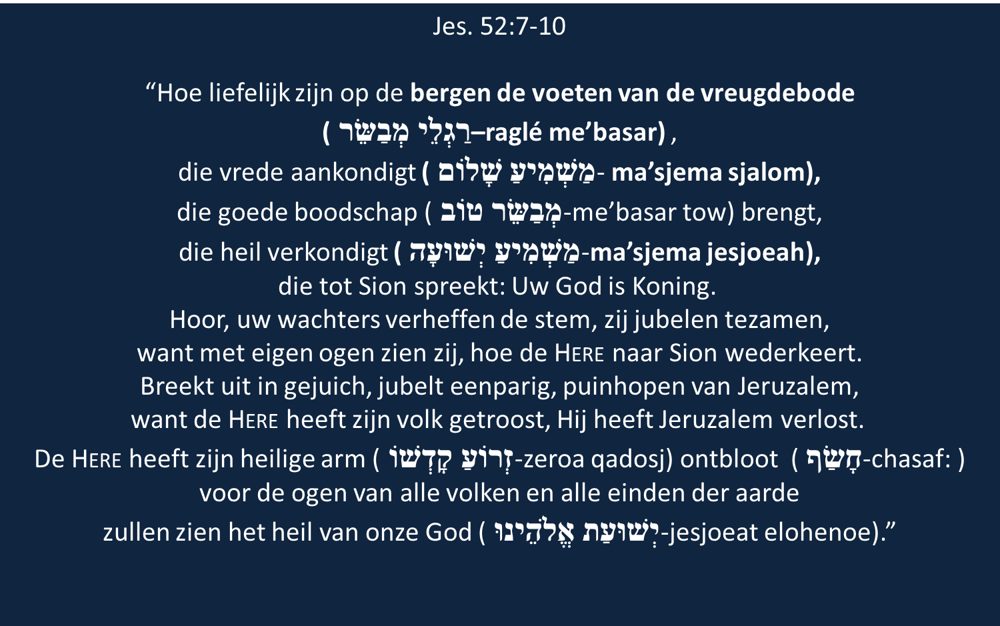 Jes. 52:7-10
“Hoe liefelijk zijn op de bergen de voeten van de vreugdebode
( רַגְלֵי מְבַשֵּׂר–raglé me’basar) ,
die vrede aankondigt ( מַשְׁמִיעַ שָׁלוֹם- ma’sjema sjalom),
die goede boodschap ( מְבַשֵּׂר טוֹב-me’basar tow) brengt,
die heil verkondigt ( מַשְׁמִיעַ יְשׁוּעָה-ma’sjema jesjoeah),
die tot Sion spreekt: Uw God is Koning.
Hoor, uw wachters verheffen de stem, zij jubelen tezamen,
want met eigen ogen zien zij, hoe de HERE naar Sion wederkeert.
Breekt uit in gejuich, jubelt eenparig, puinhopen van Jeruzalem,
want de HERE heeft zijn volk getroost, Hij heeft Jeruzalem verlost.
De HERE heeft zijn heilige arm ( זְרוֹעַ קָדְשׁוֹ-zeroa qadosj) ontbloot ( חָשַׂף-chasaf: )
voor de ogen van alle volken en alle einden der aarde
zullen zien het heil van onze God ( יְשׁוּעַת אֱלֹהֵינוּ-jesjoeat elohenoe).”